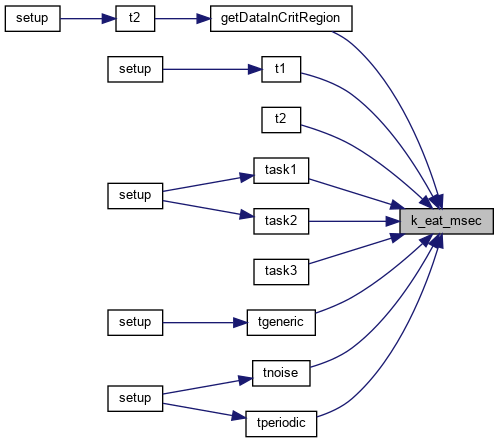 setup
t2
getDataInCritRegion
setup
t1
t2
task1
setup
task2
k_eat_msec
task3
setup
tgeneric
tnoise
setup
tperiodic